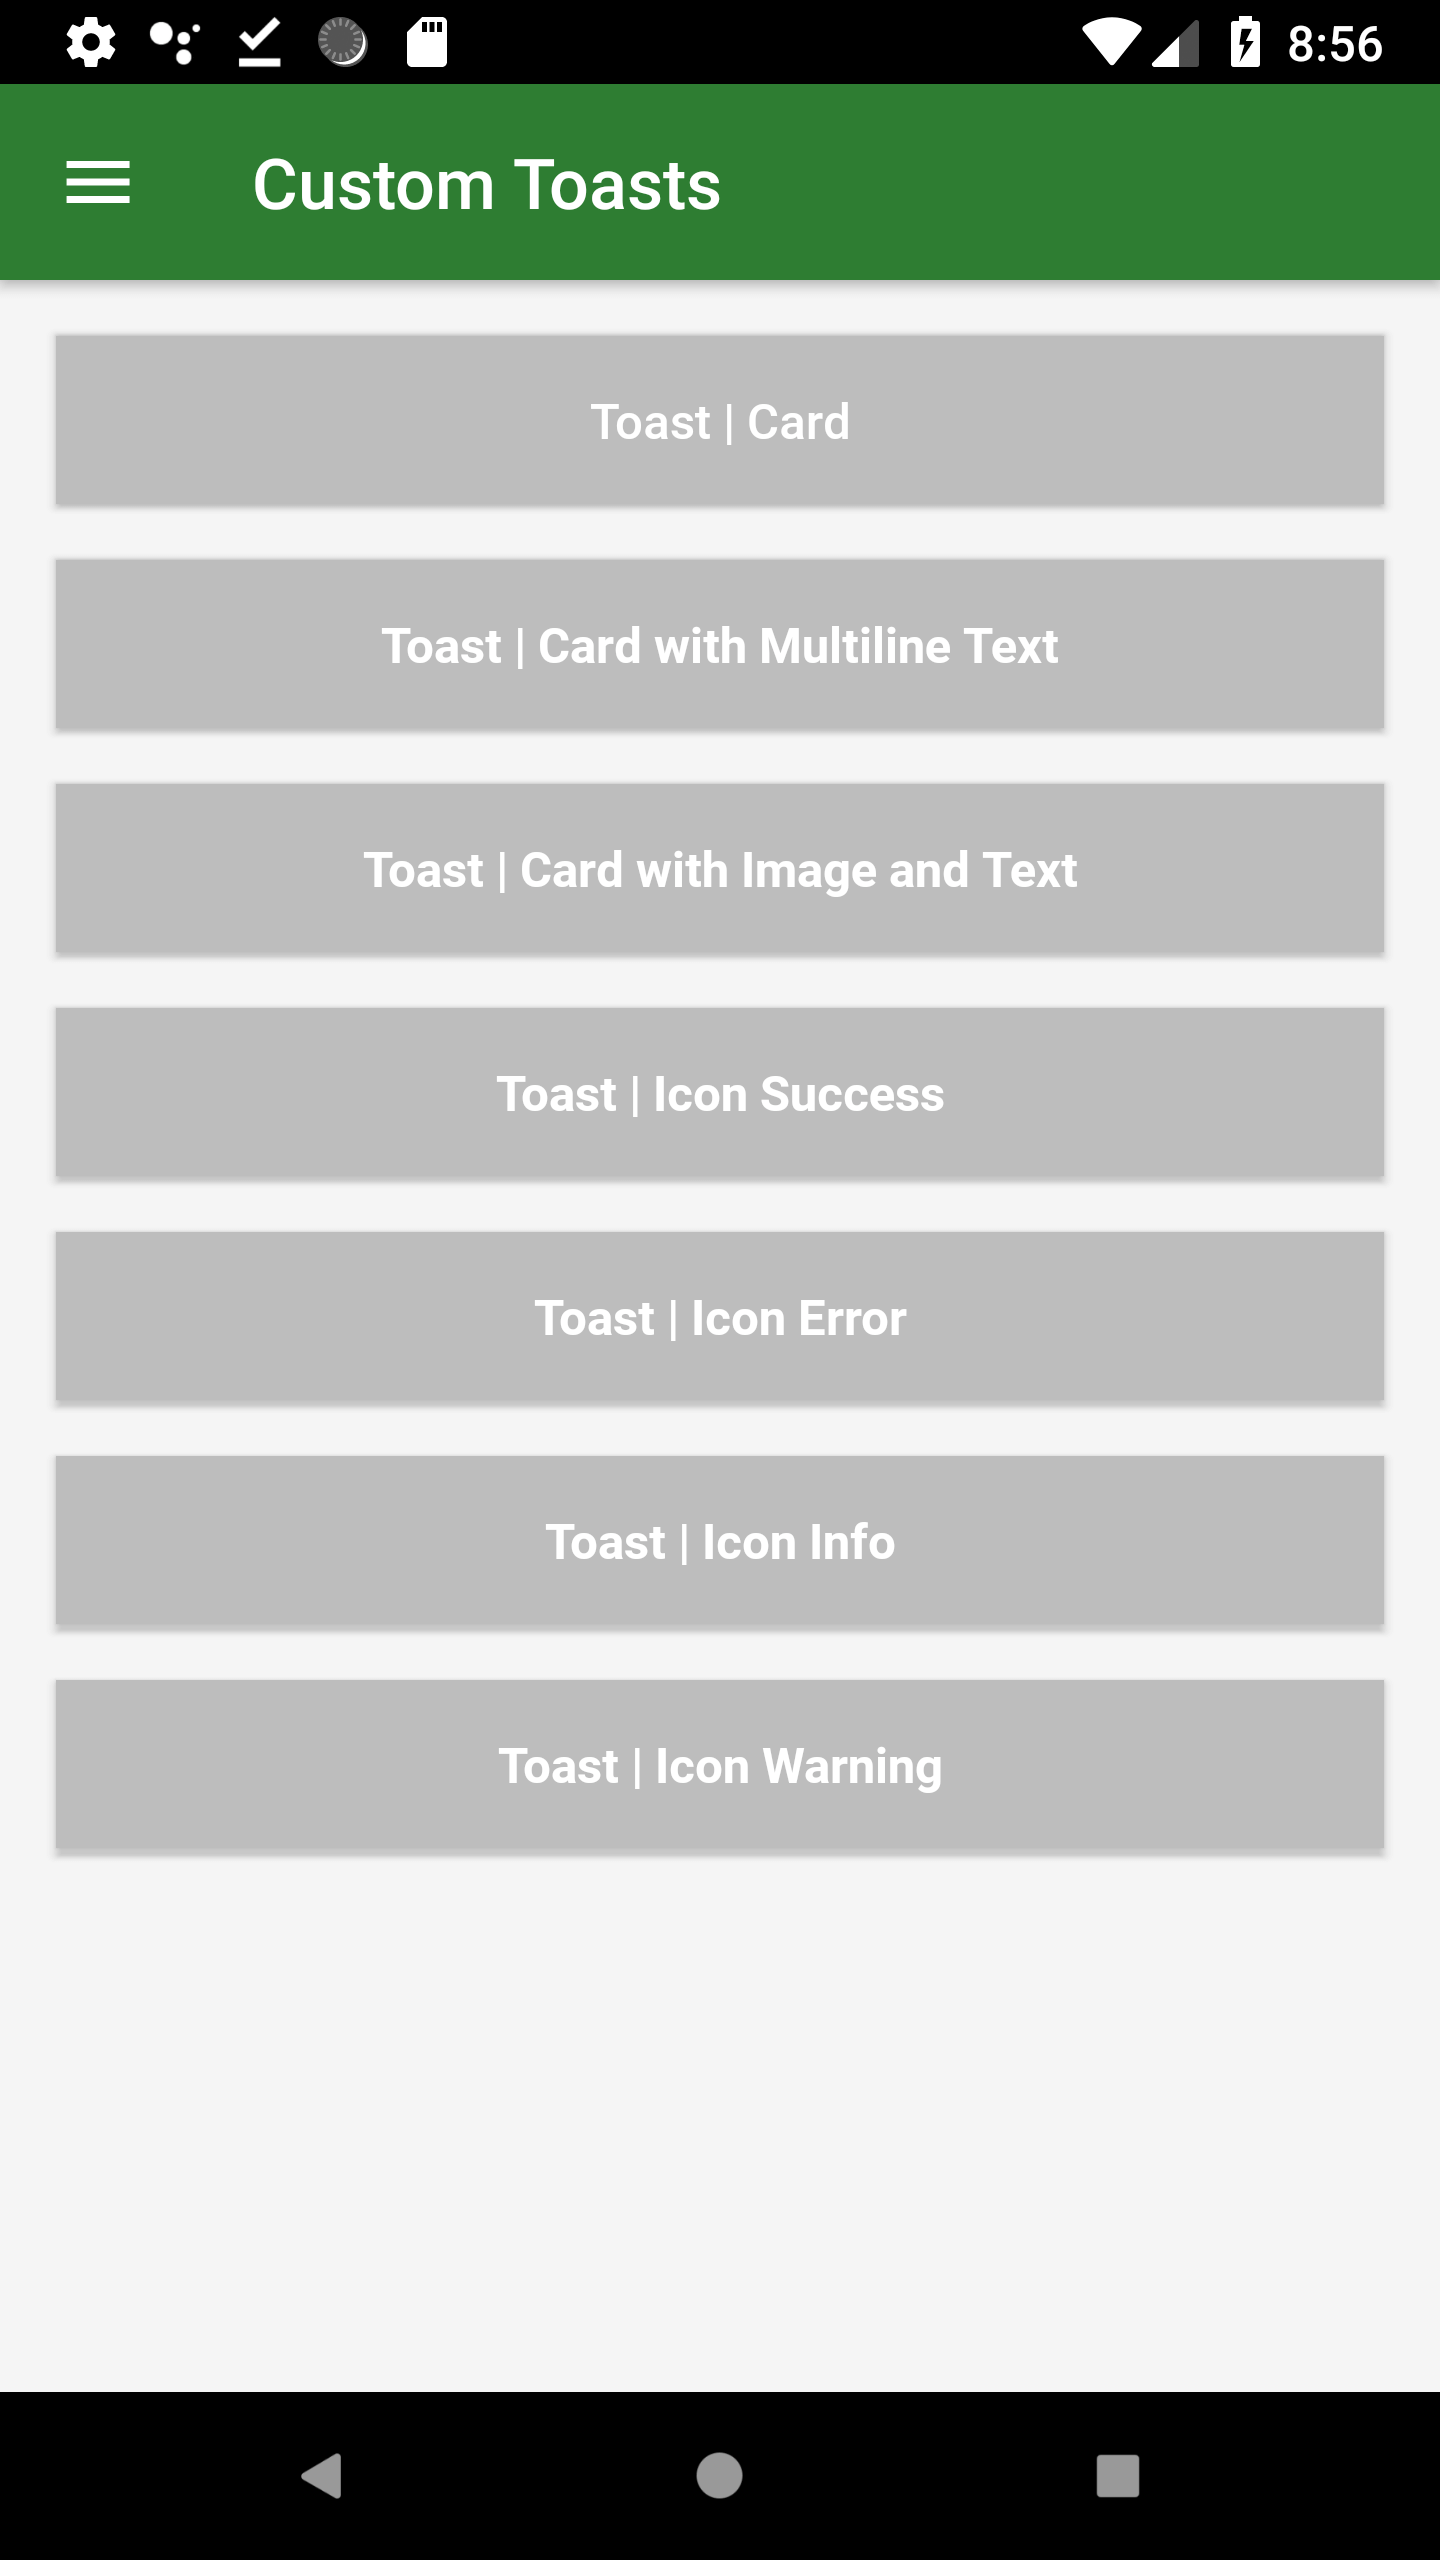 8:56
Custom Toasts
Toast | Card
Toast | Card with Multiline Text
Toast | Card with Image and Text
Toast | Icon Success
Toast | Icon Error
Toast | Icon Info
Toast | Icon Warning